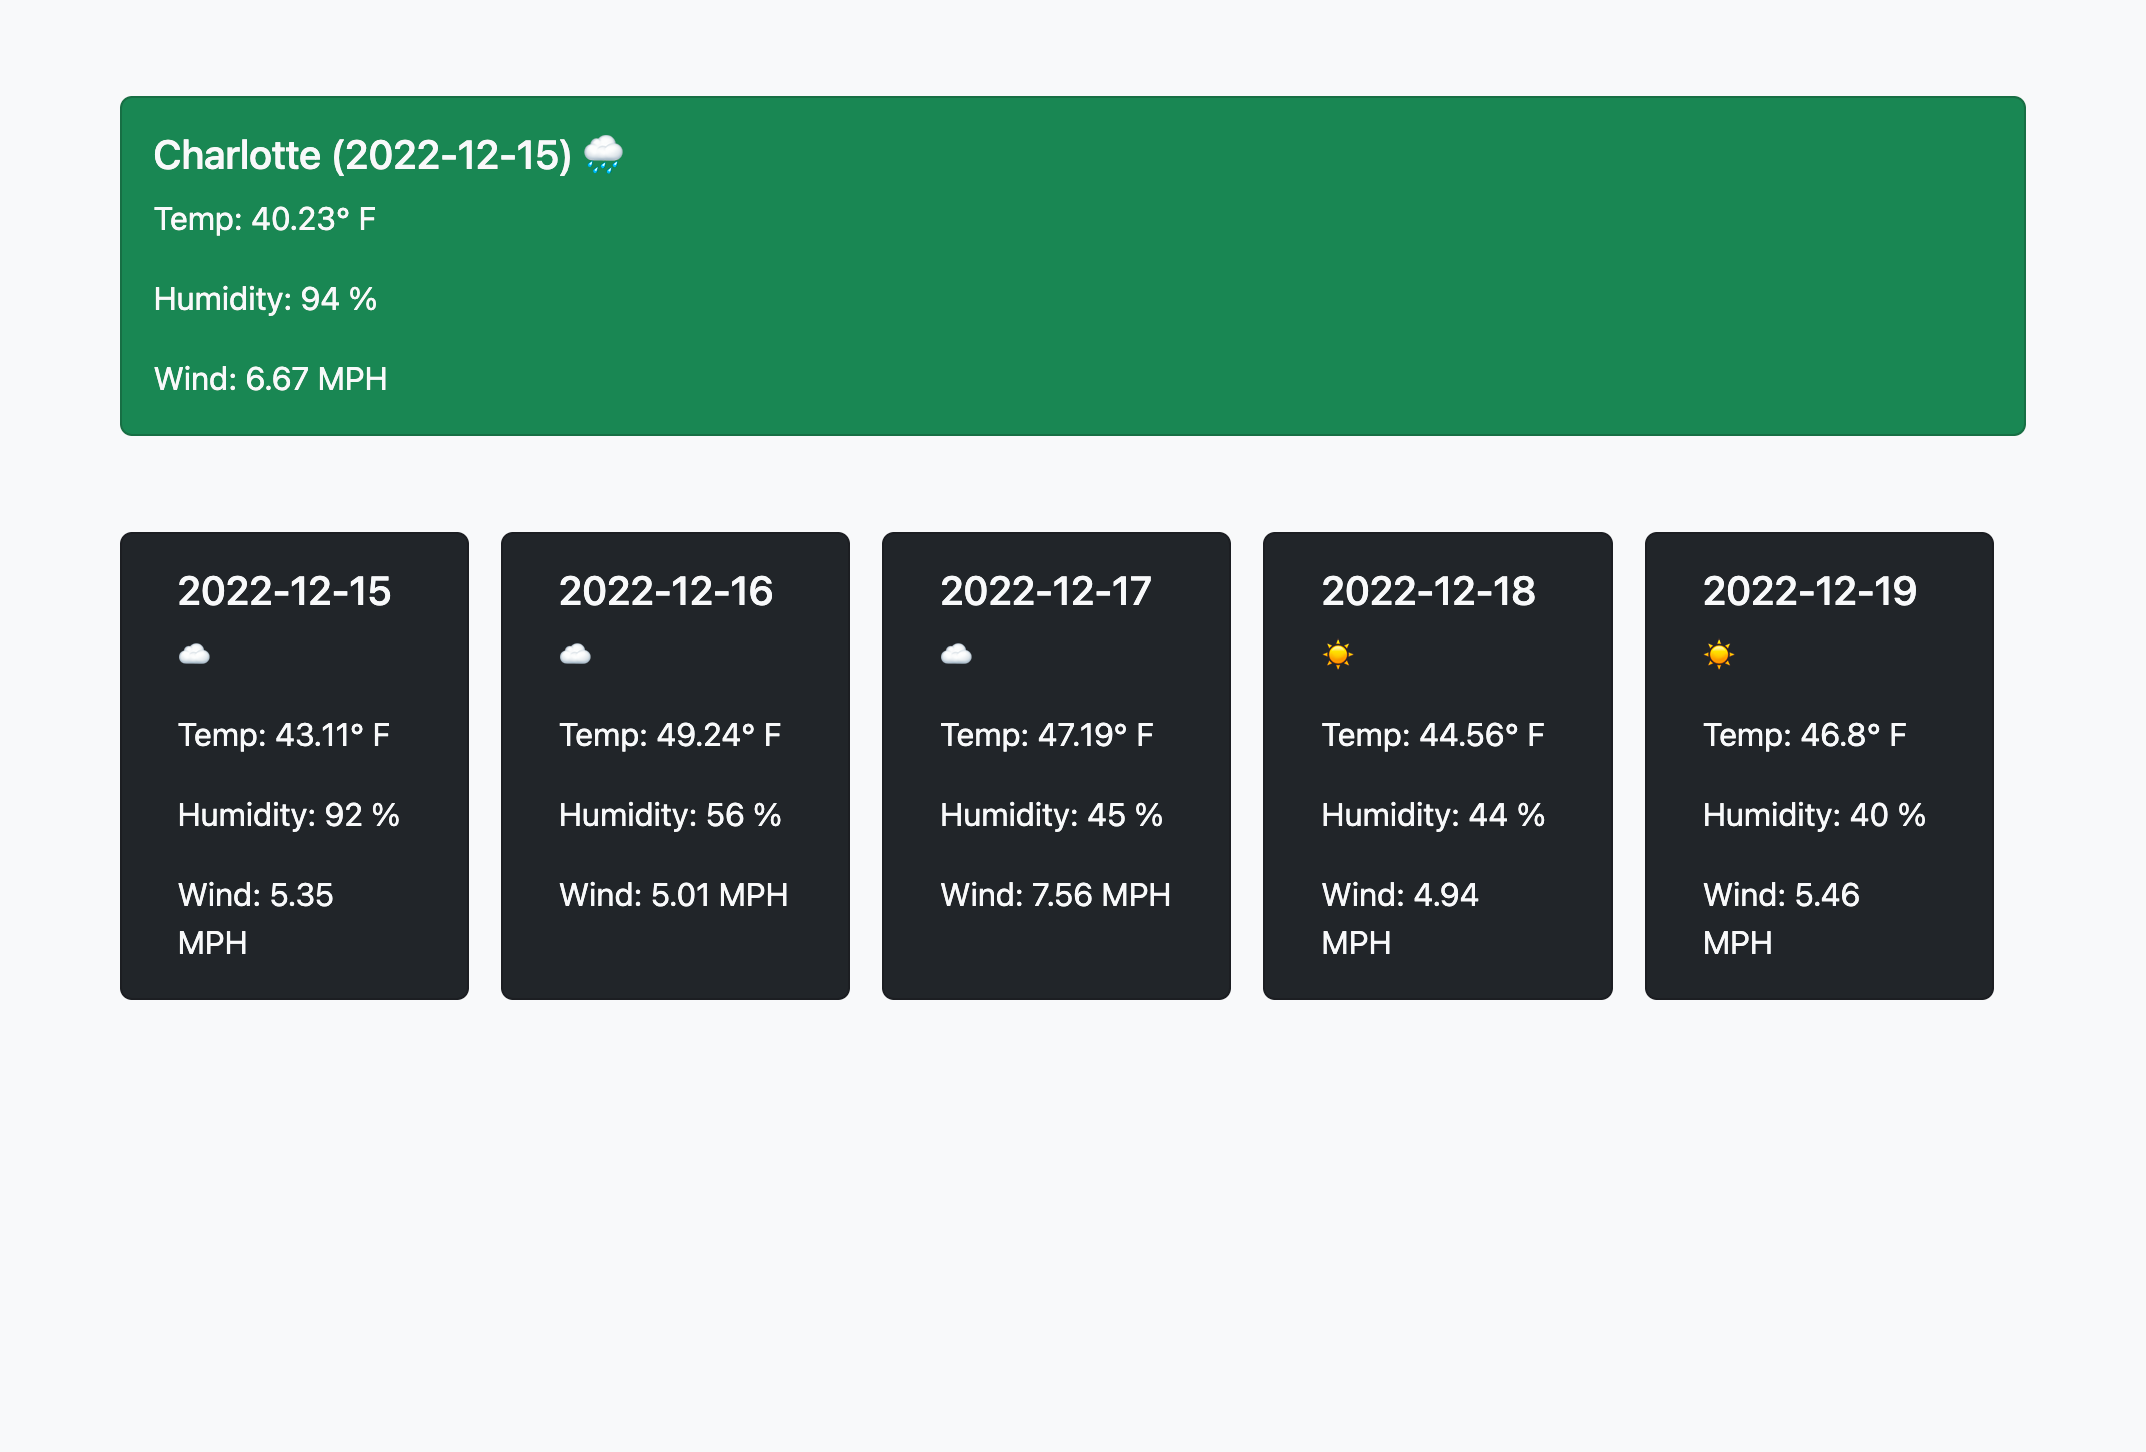 Charlotte (2022-12-15) 🌧️
Temp: 40.23° F
Humidity: 94 %
Wind: 6.67 MPH
2022-12-15
☁️
Temp: 43.11° F
Humidity: 92 %
Wind: 5.35
MPH
2022-12-16
☁️
Temp: 49.24° F
Humidity: 56 %
Wind: 5.01 MPH
2022-12-17
☁️
Temp: 47.19° F
Humidity: 45 %
Wind: 7.56 MPH
2022-12-18
☀️
Temp: 44.56° F
Humidity: 44 %
Wind: 4.94
MPH
2022-12-19
☀️
Temp: 46.8° F
Humidity: 40 %
Wind: 5.46
MPH